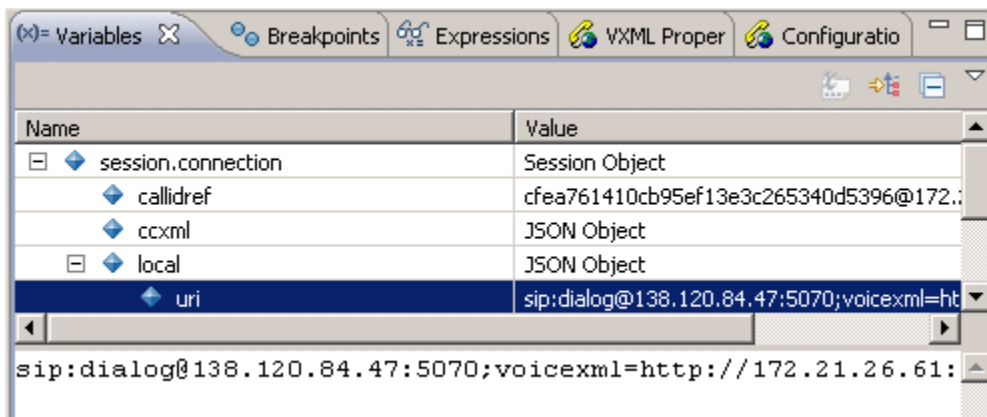 (x)= Variables Breakpoints Expressions VXML Proper Configuratio
Name Value
session.connection Session Object
callidref cfea761410cb95ef13e3c265340d5396@172.
ccxml JSON Object
local JSON Object
uri sip:dialog@138.120.84.47:5070;voicexml=ht
sip:dialog@138.120.84.47:5070;voicexml=http://172.21.26.61: